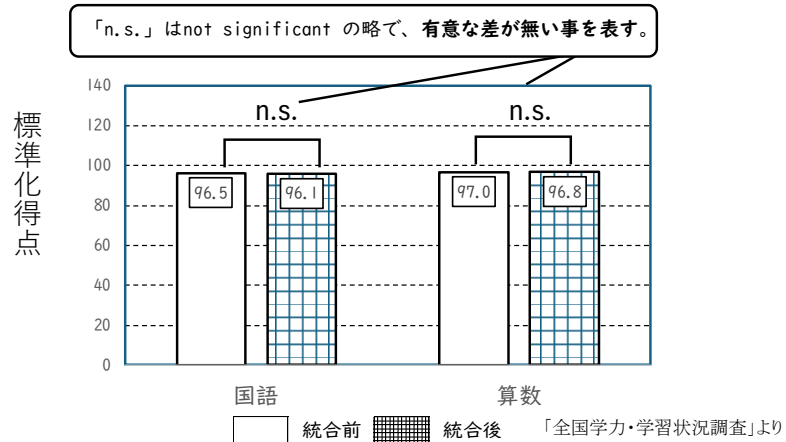 「n.s.」はnot significant の略で、有意な差が無い事を表す。
標準化得点
140
120
100
80
60
40
20
0
n.s.
n.s.
96.5
96.1
97.0
96.8
国語
算数
統合前
統合後
「全国学力・学習状況調査」より